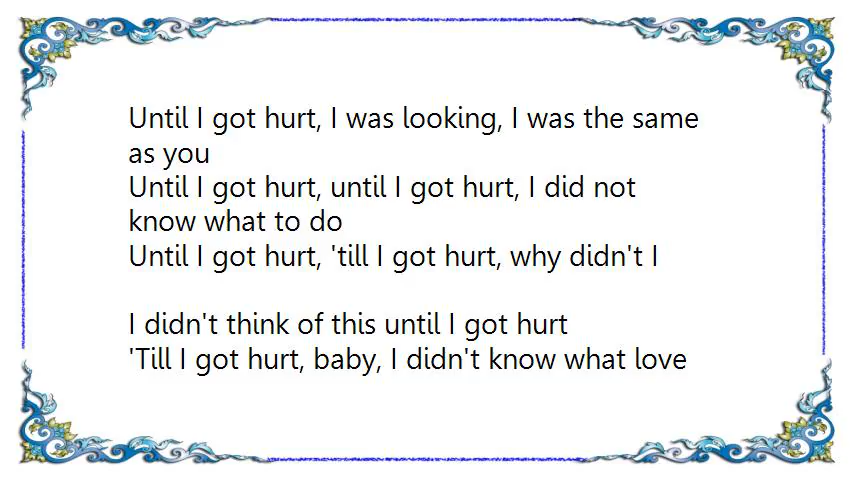 Until I got hurt, I was looking, I was the same
as you
Until I got hurt, until I got hurt, I did not
know what to do
Until I got hurt, 'till I got hurt, why didn't I
I didn't think of this until I got hurt
'Till I got hurt, baby, I didn't know what love